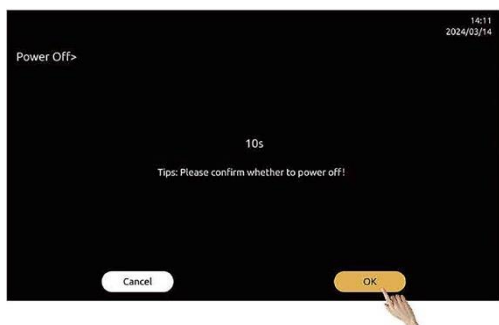 14:11
2024/03/14
Power Off>
10s
Tips: Please confirm whether to power off!
Cancel
OK